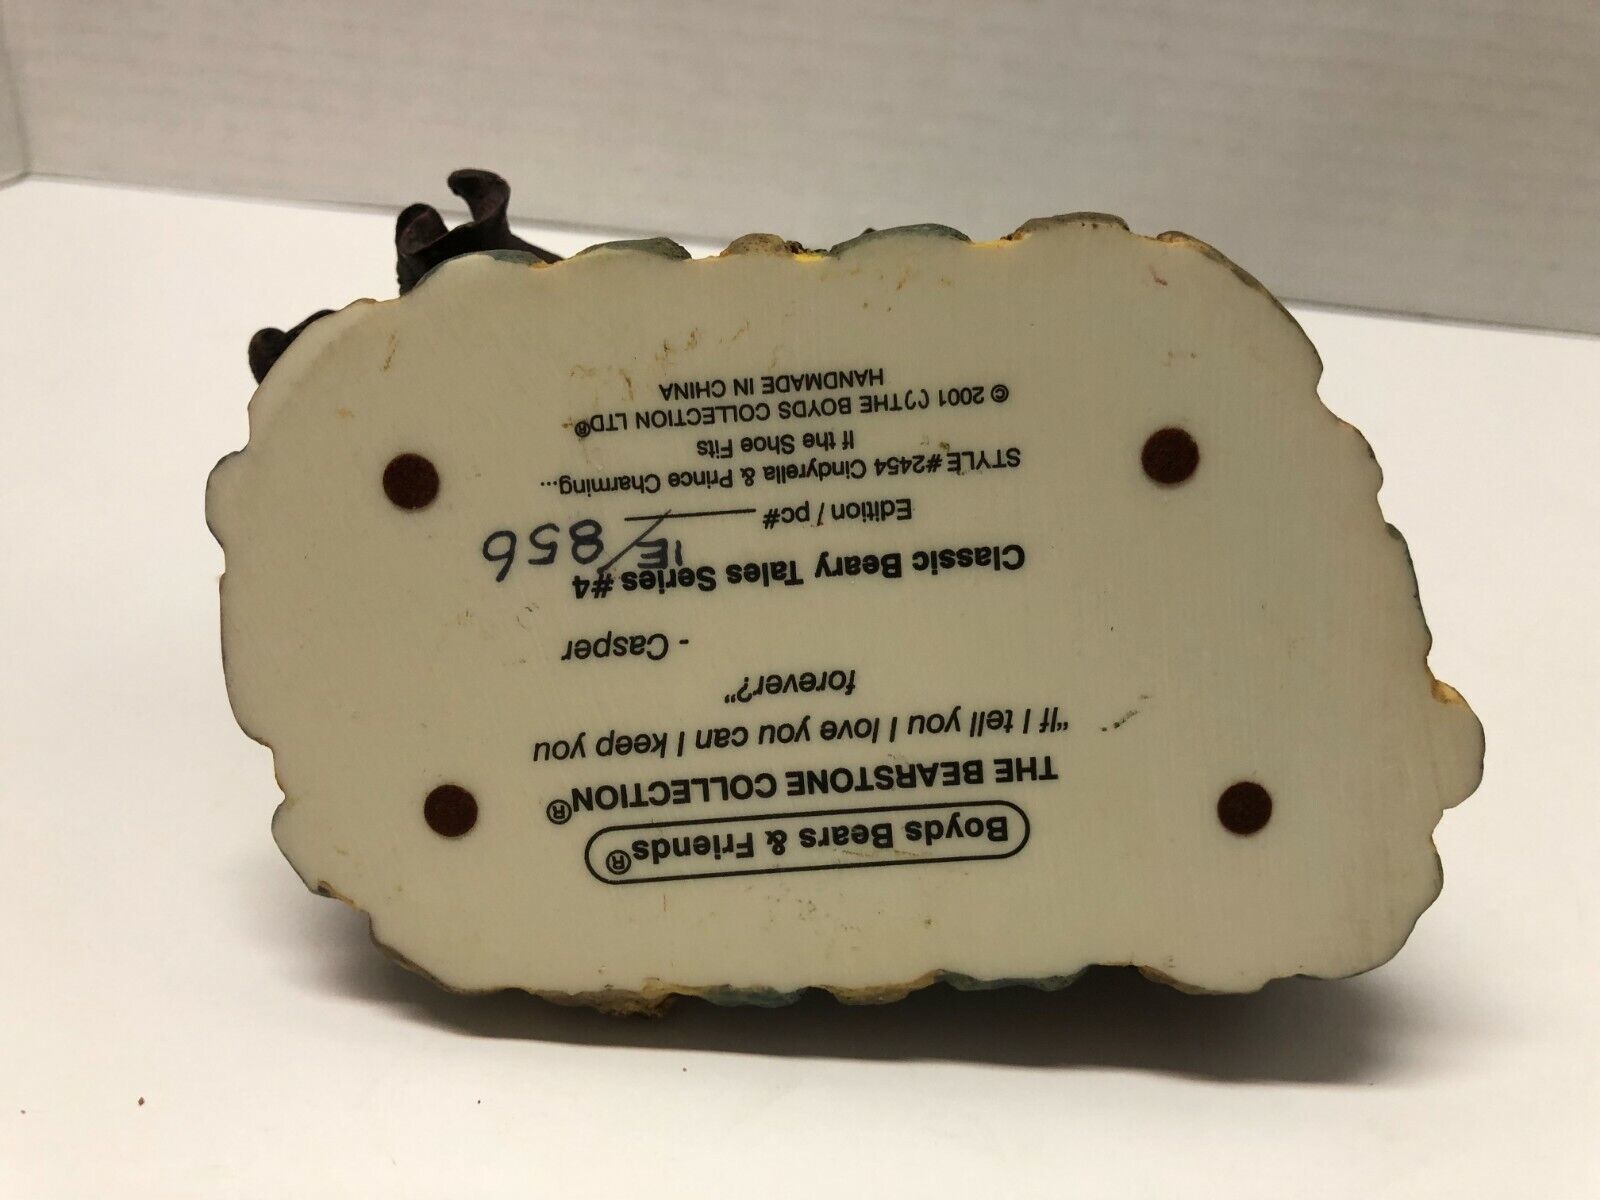 Boyds Bears & Friends®
THE BEARSTONE COLLECTION®
"If I tell you I love you can I keep you
forever?"
- Casper
Classic Beary Tales Series #4
Edition / pc# 1E/856
STYLE #2454 Cindyrella & Prince Charming...
If the Shoe Fits
© 2001 THE BOYDS COLLECTION LTD®
HANDMADE IN CHINA